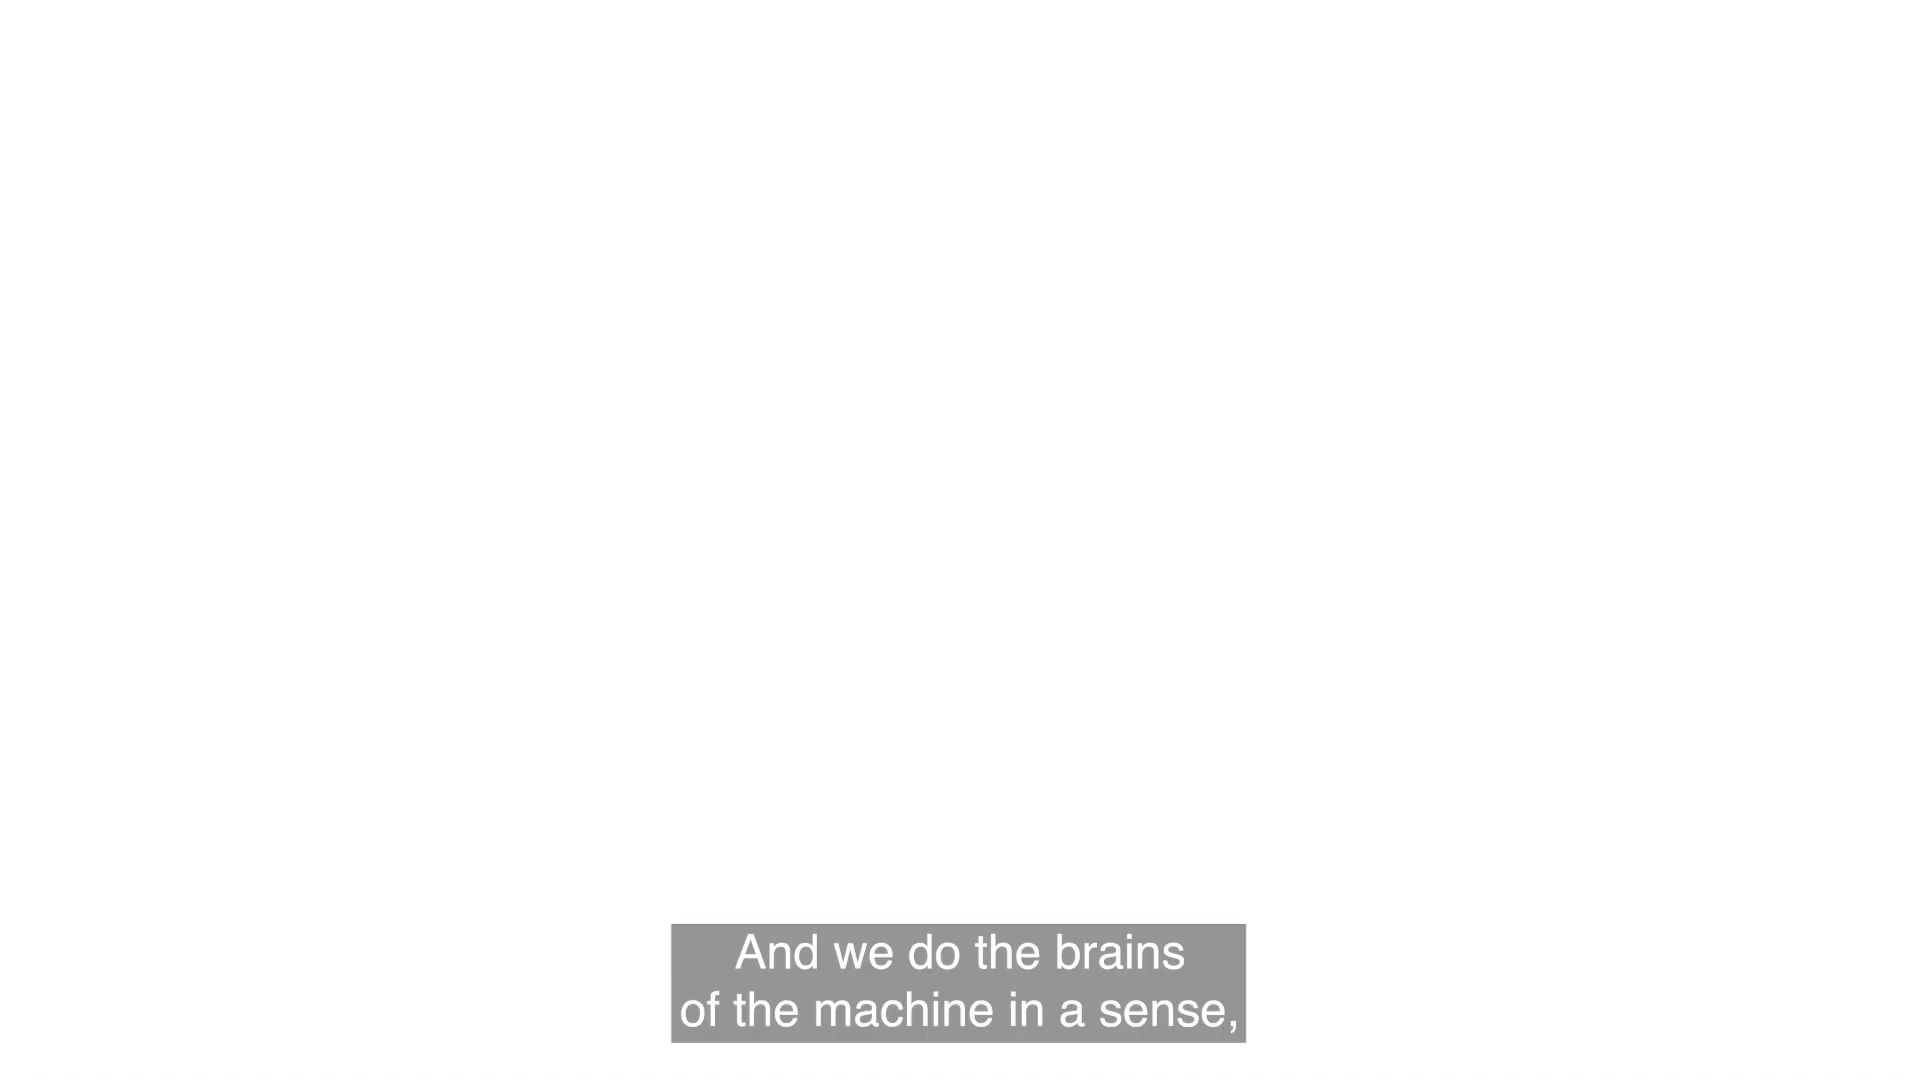 And we do the brains
of the machine in a sense,